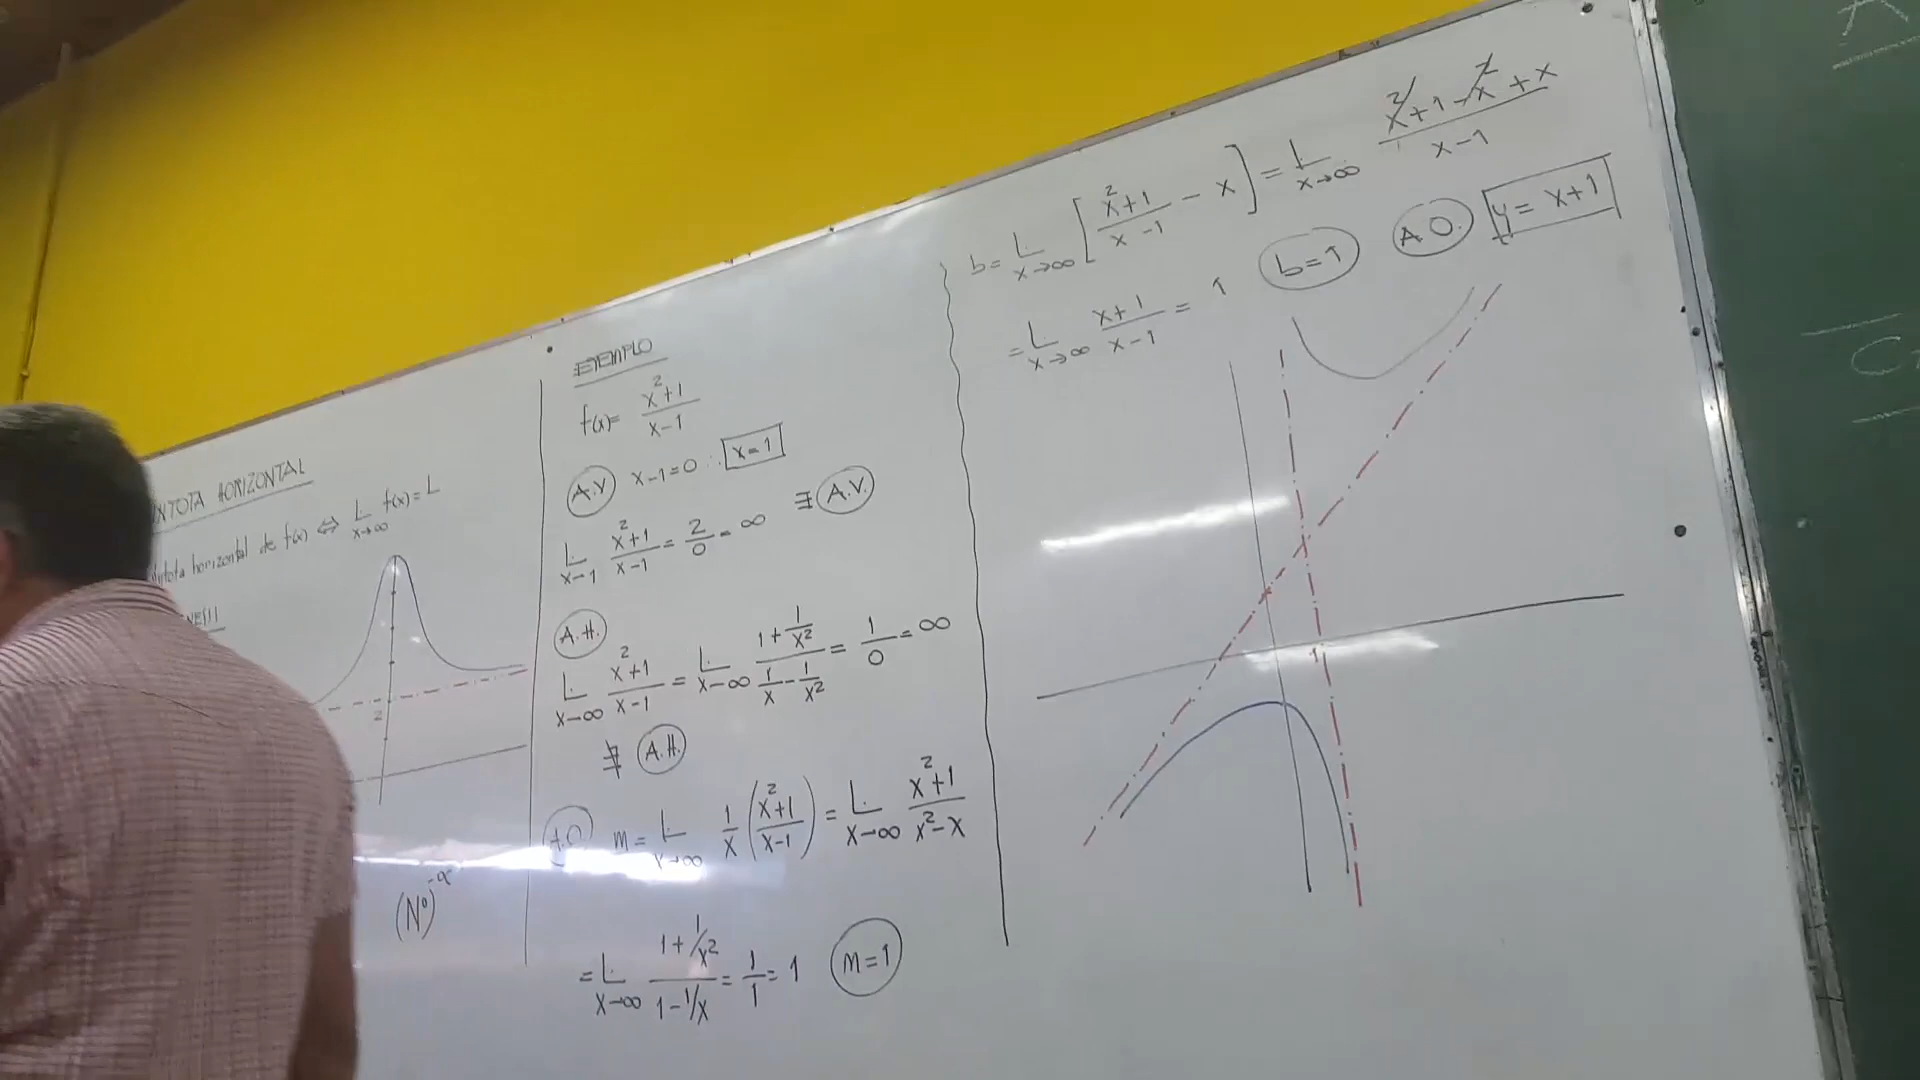 HORIZONTAL
horizontal de f(x) ⇔ L x→∞ f(x) = L
2
(Nº)^-α
EJEMPLO
f(x) = (x²+1)/(x-1)
A.V x-1=0 ∴ x=1
L x→1 (x²+1)/(x-1) = 2/0 = ∞ ∃ A.V.
A.H.
L x→∞ (x²+1)/(x-1) = L x→∞ (1+1/x²)/(1/x-1/x²) = 1/0 = ∞
∄ A.H.
A.O m = L x→∞ 1/x ((x²+1)/(x-1)) = L x→∞ (x²+1)/(x²-x)
= L x→∞ (1+1/x²)/(1-1/x) = 1/1 = 1 m=1
b = L x→∞ [(x²+1)/(x-1) - x] = L x→∞ (x²+1-x²+x)/(x-1)
= L x→∞ (x+1)/(x-1) = 1 b=1 A.O. y = x+1
1